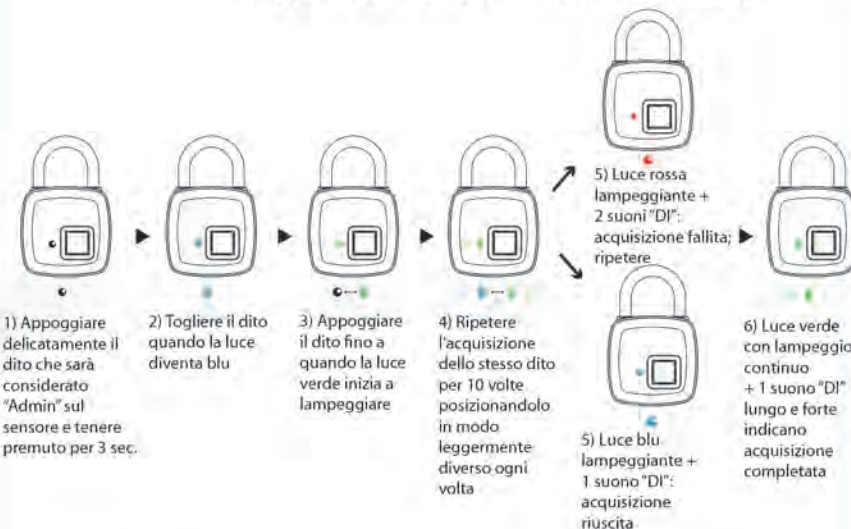 1) Appoggiare
delicatamente il
dito che sarà
considerato
"Admin" sul
sensore e tenere
premuto per 3 sec.
2) Togliere il dito
quando la luce
diventa blu
3) Appoggiare
il dito fino a
quando la luce
verde inizia a
lampeggiare
4) Ripetere
l'acquisizione
dello stesso dito
per 10 volte
posizionandolo
in modo
leggermente
diverso ogni
volta
5) Luce rossa
lampeggiante +
2 suoni "DI":
acquisizione fallita;
ripetere
5) Luce blu
lampeggiante +
1 suono "DI":
acquisizione
riuscita
6) Luce verde
con lampeggio
continuo
+ 1 suono "DI"
lungo e forte
indicano
acquisizione
completata